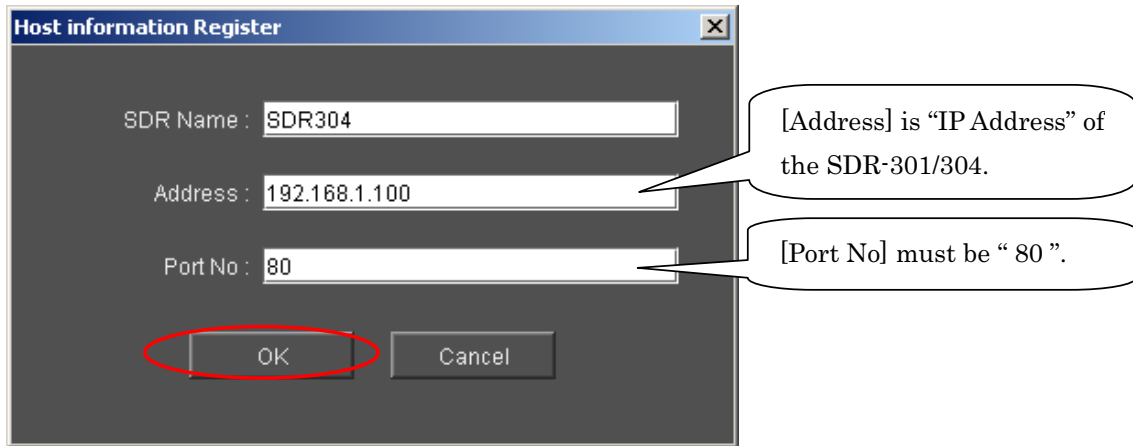 Host information Register
SDR Name : SDR304
Address : 192.168.1.100
Port No : 80
OK Cancel
[Address] is “IP Address” of
the SDR-301/304.
[Port No] must be “ 80 ”.